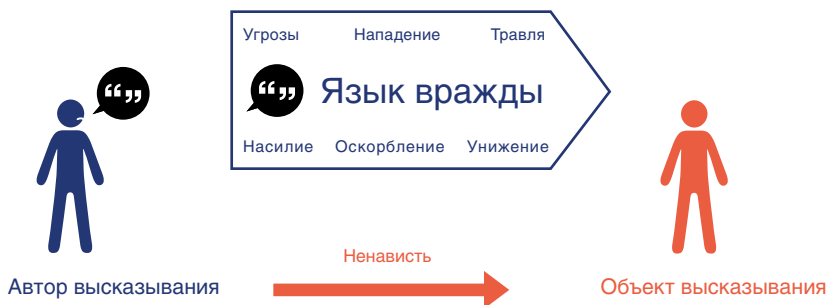 Угрозы Нападение Травля
Язык вражды
Насилие Оскорбление Унижение
Ненависть
Автор высказывания
Объект высказывания